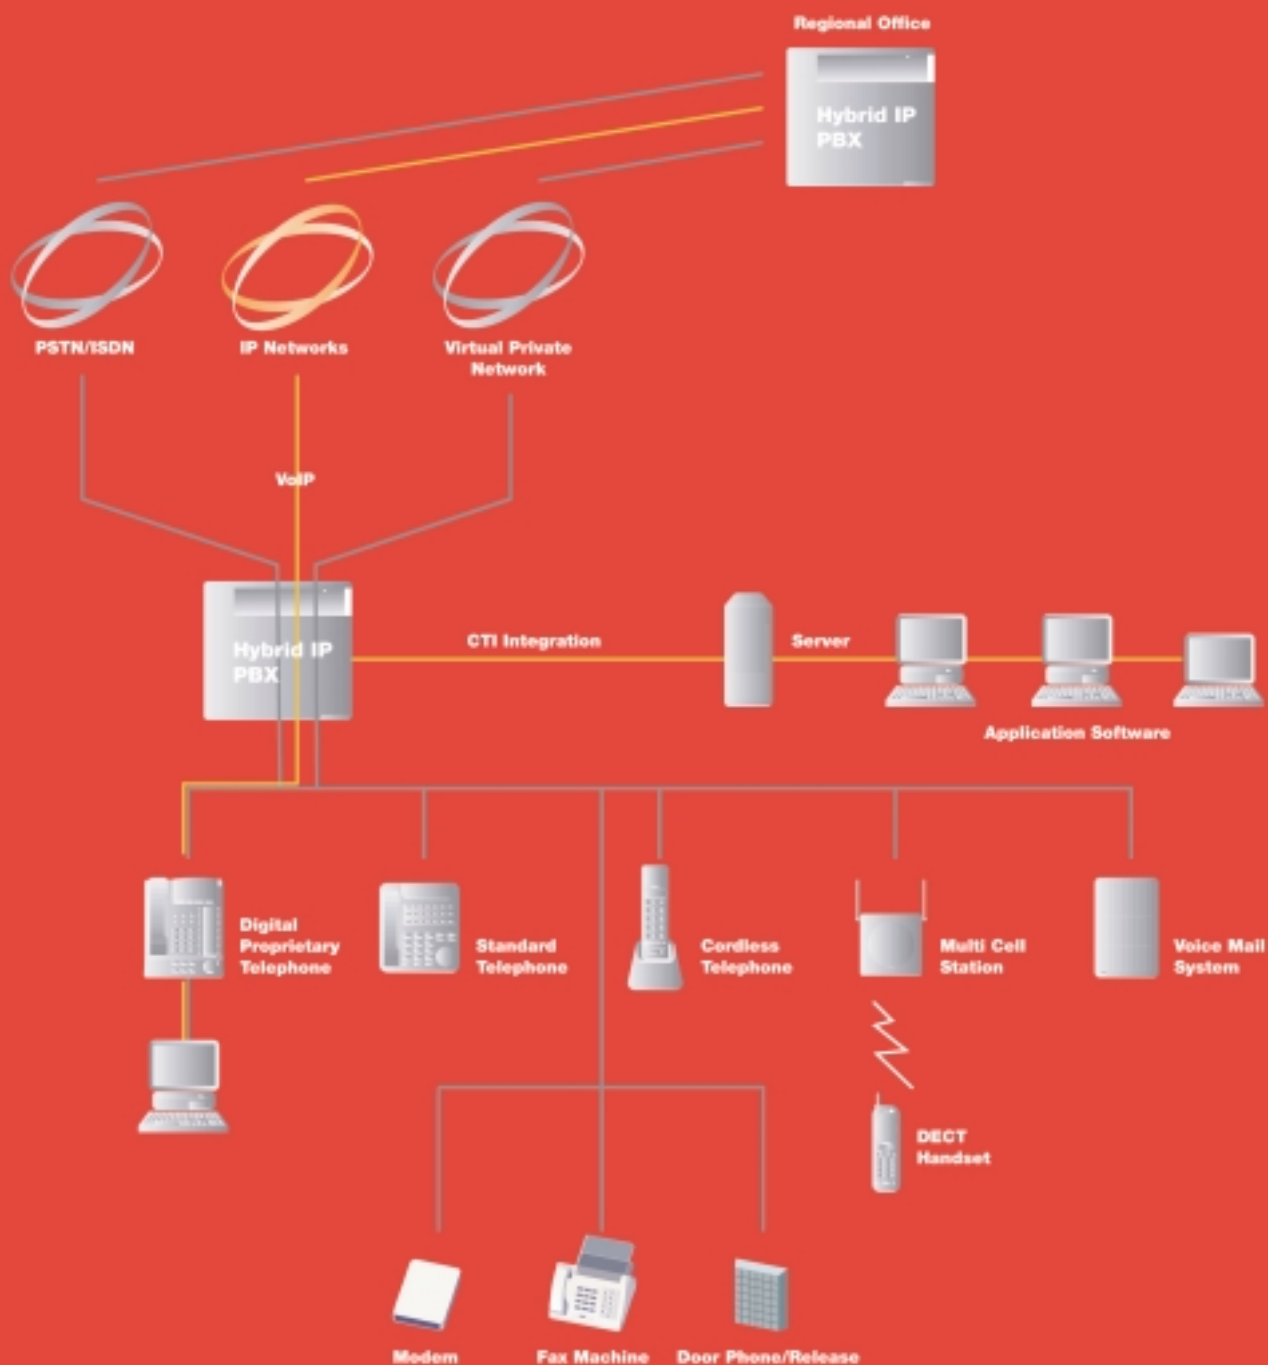 Regional Office
Hybrid IP
PBX
PSTN/ISDN
IP Networks
Virtual Private
Network
VoIP
Hybrid IP
PBX
CTI Integration
Server
Application Software
Digital
Proprietary
Telephone
Standard
Telephone
Cordless
Telephone
Multi Cell
Station
Voice Mail
System
DECT
Handset
Modem
Fax Machine
Door Phone/Release